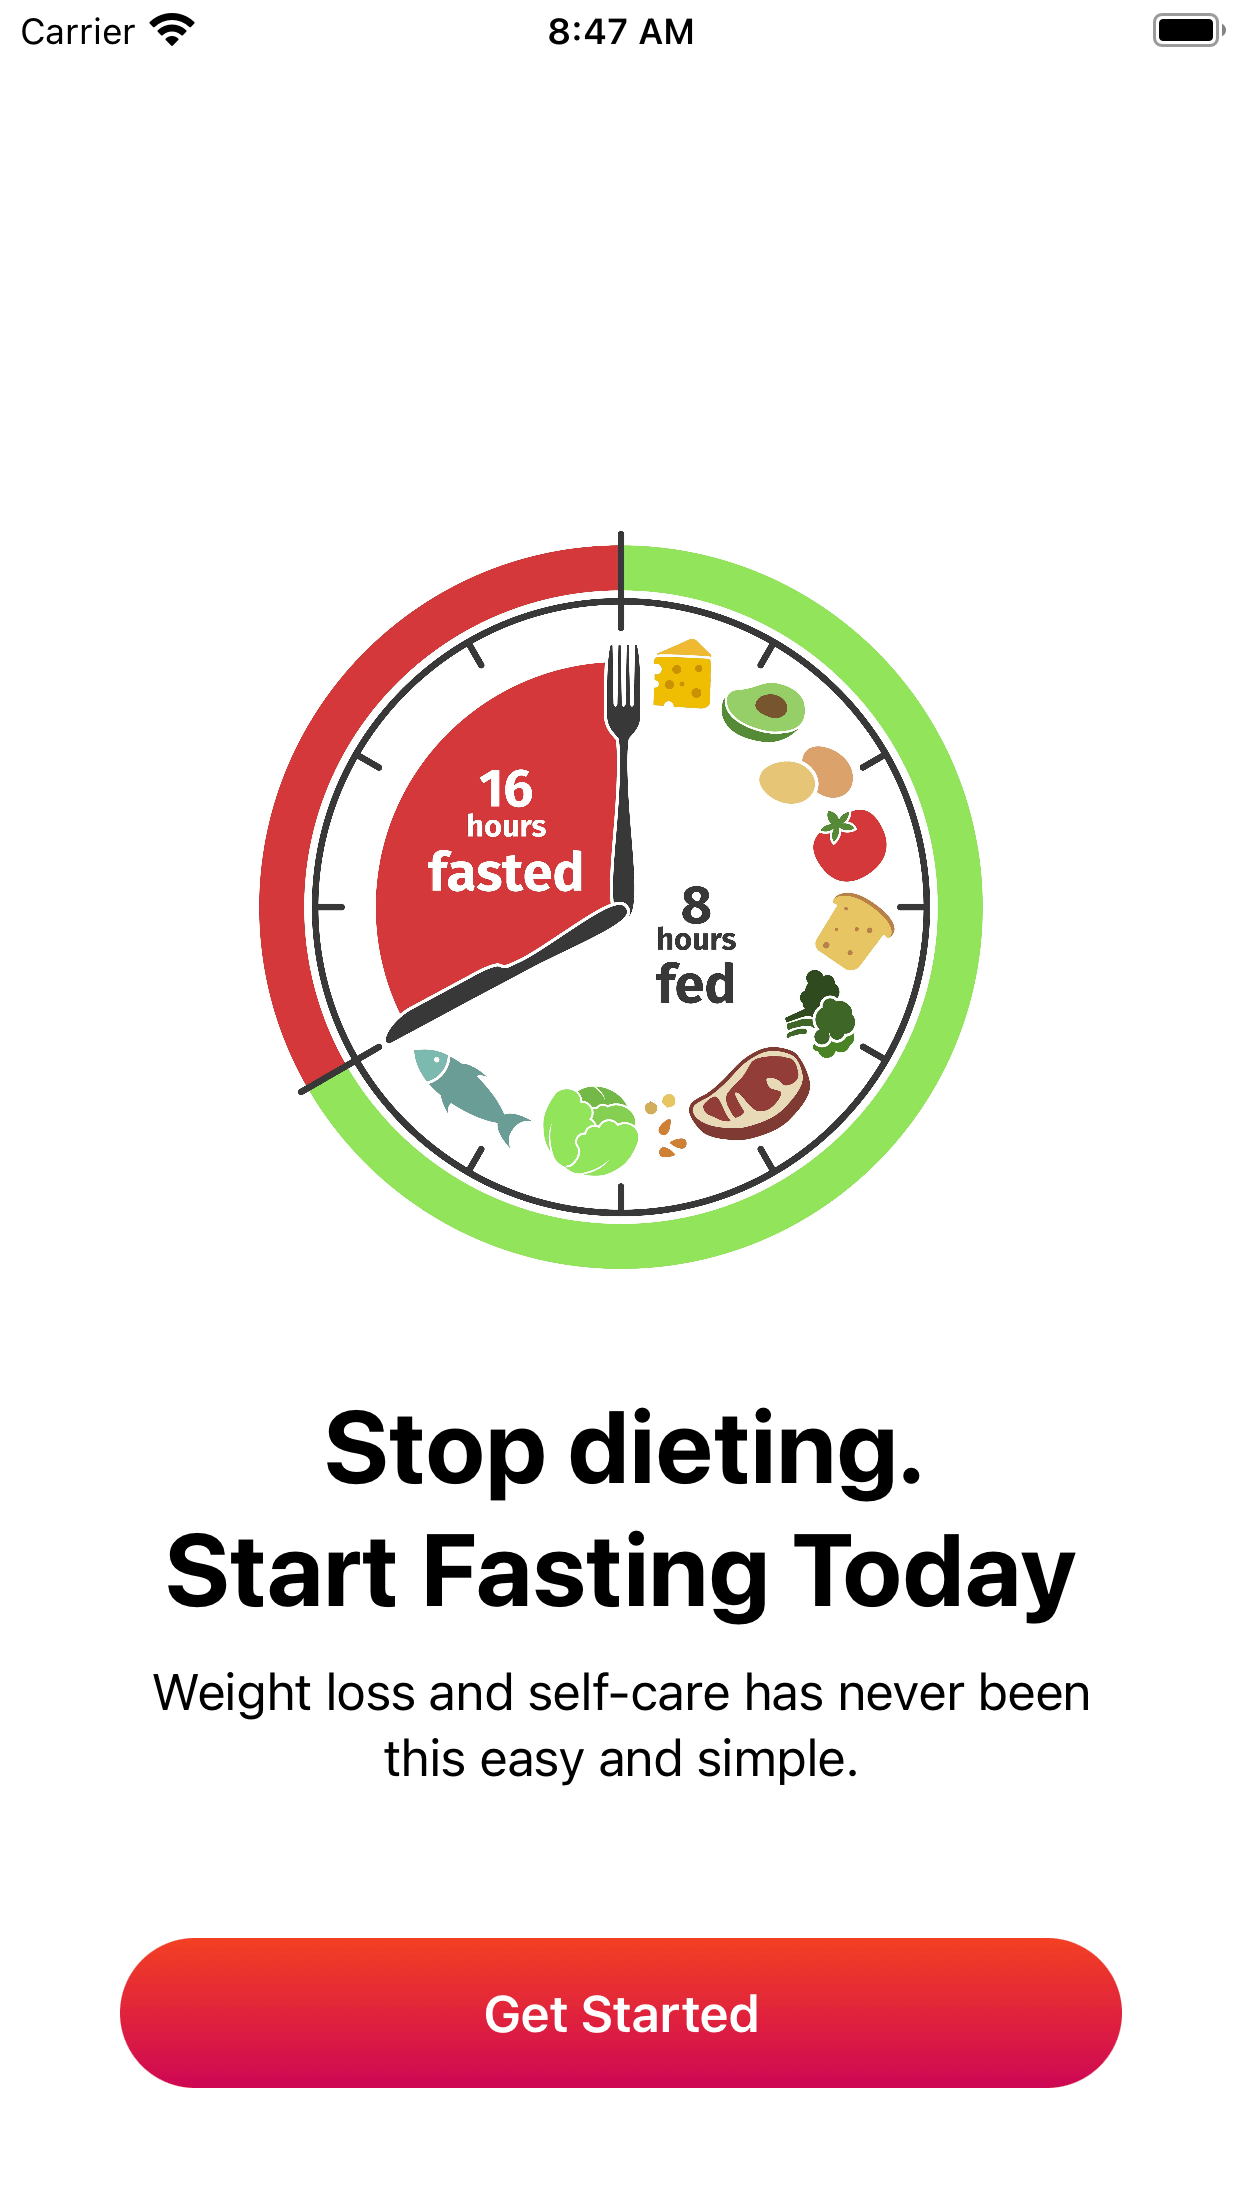 Carrier 8:47 AM
16
hours
fasted
8
hours
fed
Stop dieting.
Start Fasting Today
Weight loss and self-care has never been
this easy and simple.
Get Started